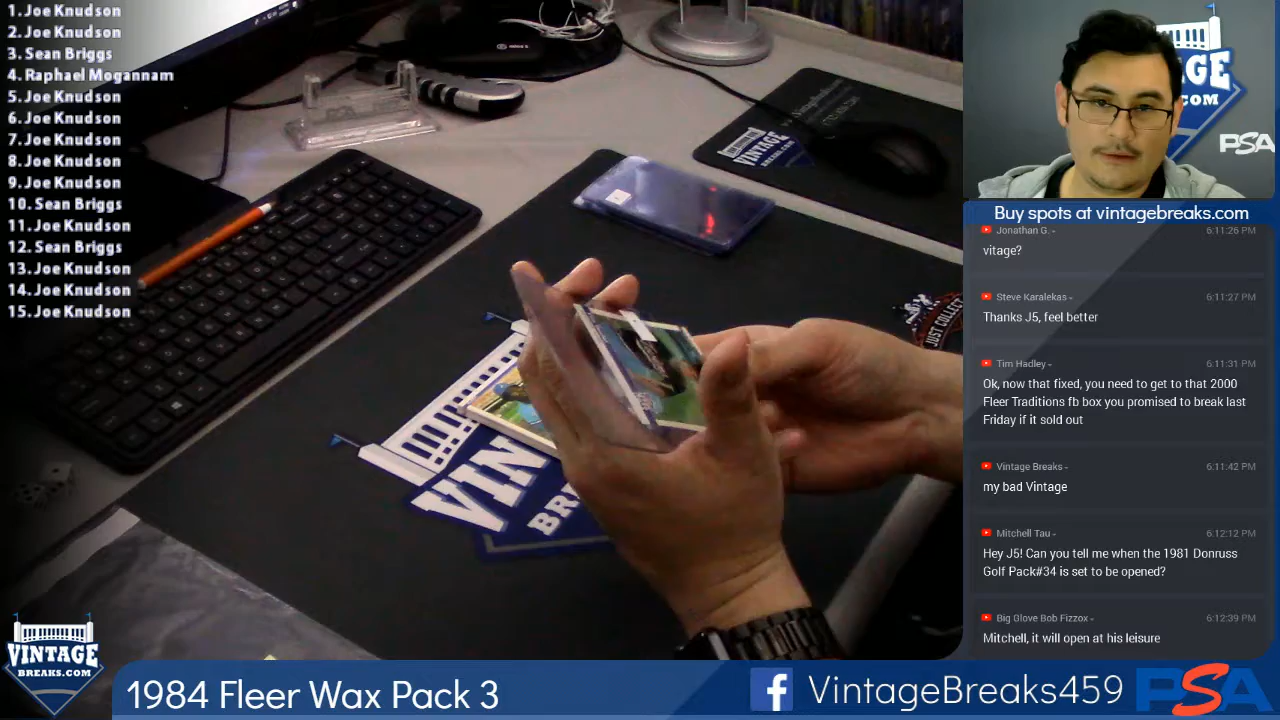 1. Joe Knudson
2. Joe Knudson
3. Sean Briggs
4. Raphael Mogannam
5. Joe Knudson
6. Joe Knudson
7. Joe Knudson
8. Joe Knudson
9. Joe Knudson
10. Sean Briggs
11. Joe Knudson
12. Sean Briggs
13. Joe Knudson
14. Joe Knudson
15. Joe Knudson
VINTAGE
JUST COLLECT
VIN
BREA
AGE
.COM
PSA
Buy spots at vintagebreaks.com
Jonathan G. 6:11:26 PM
vitage?
Steve Karalekas 6:11:27 PM
Thanks J5, feel better
Tim Hadley 6:11:31 PM
Ok, now that fixed, you need to get to that 2000
Fleer Traditions fb box you promised to break last
Friday if it sold out
Vintage Breaks 6:11:42 PM
my bad Vintage
Mitchell Tau 6:12:12 PM
Hey J5! Can you tell me when the 1981 Donruss
Golf Pack#34 is set to be opened?
Big Glove Bob Fizzox 6:12:39 PM
Mitchell, it will open at his leisure
VINTAGE
BREAKS.COM
1984 Fleer Wax Pack 3
VintageBreaks459
PSA